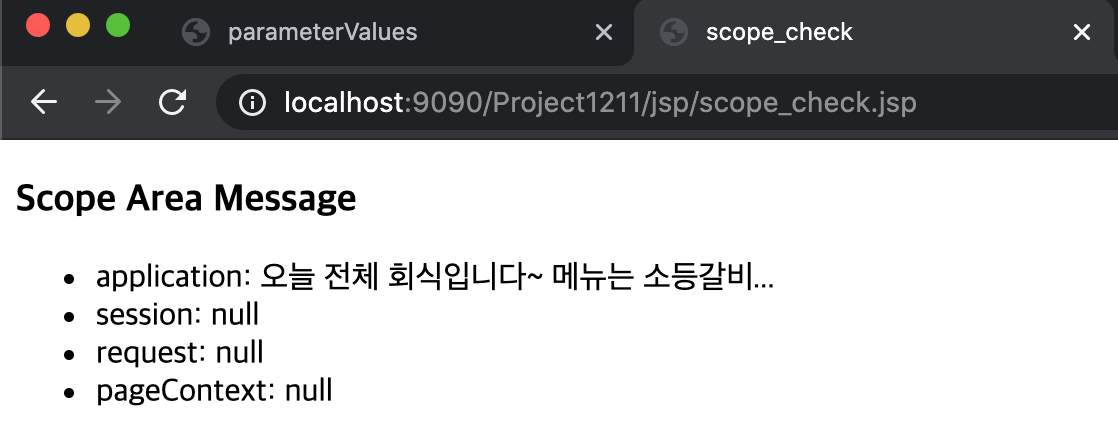 parameterValues
scope_check
localhost:9090/Project1211/jsp/scope_check.jsp
Scope Area Message
application: 오늘 전체 회식입니다~ 메뉴는 소등갈비...
session: null
request: null
pageContext: null